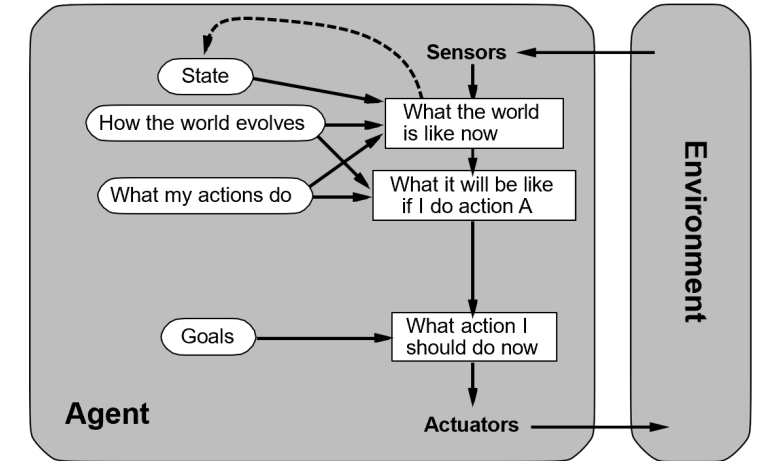 Sensors
State
What the world
is like now
How the world evolves
What my actions do
What it will be like
if I do action A
Environment
Goals
What action I
should do now
Agent
Actuators